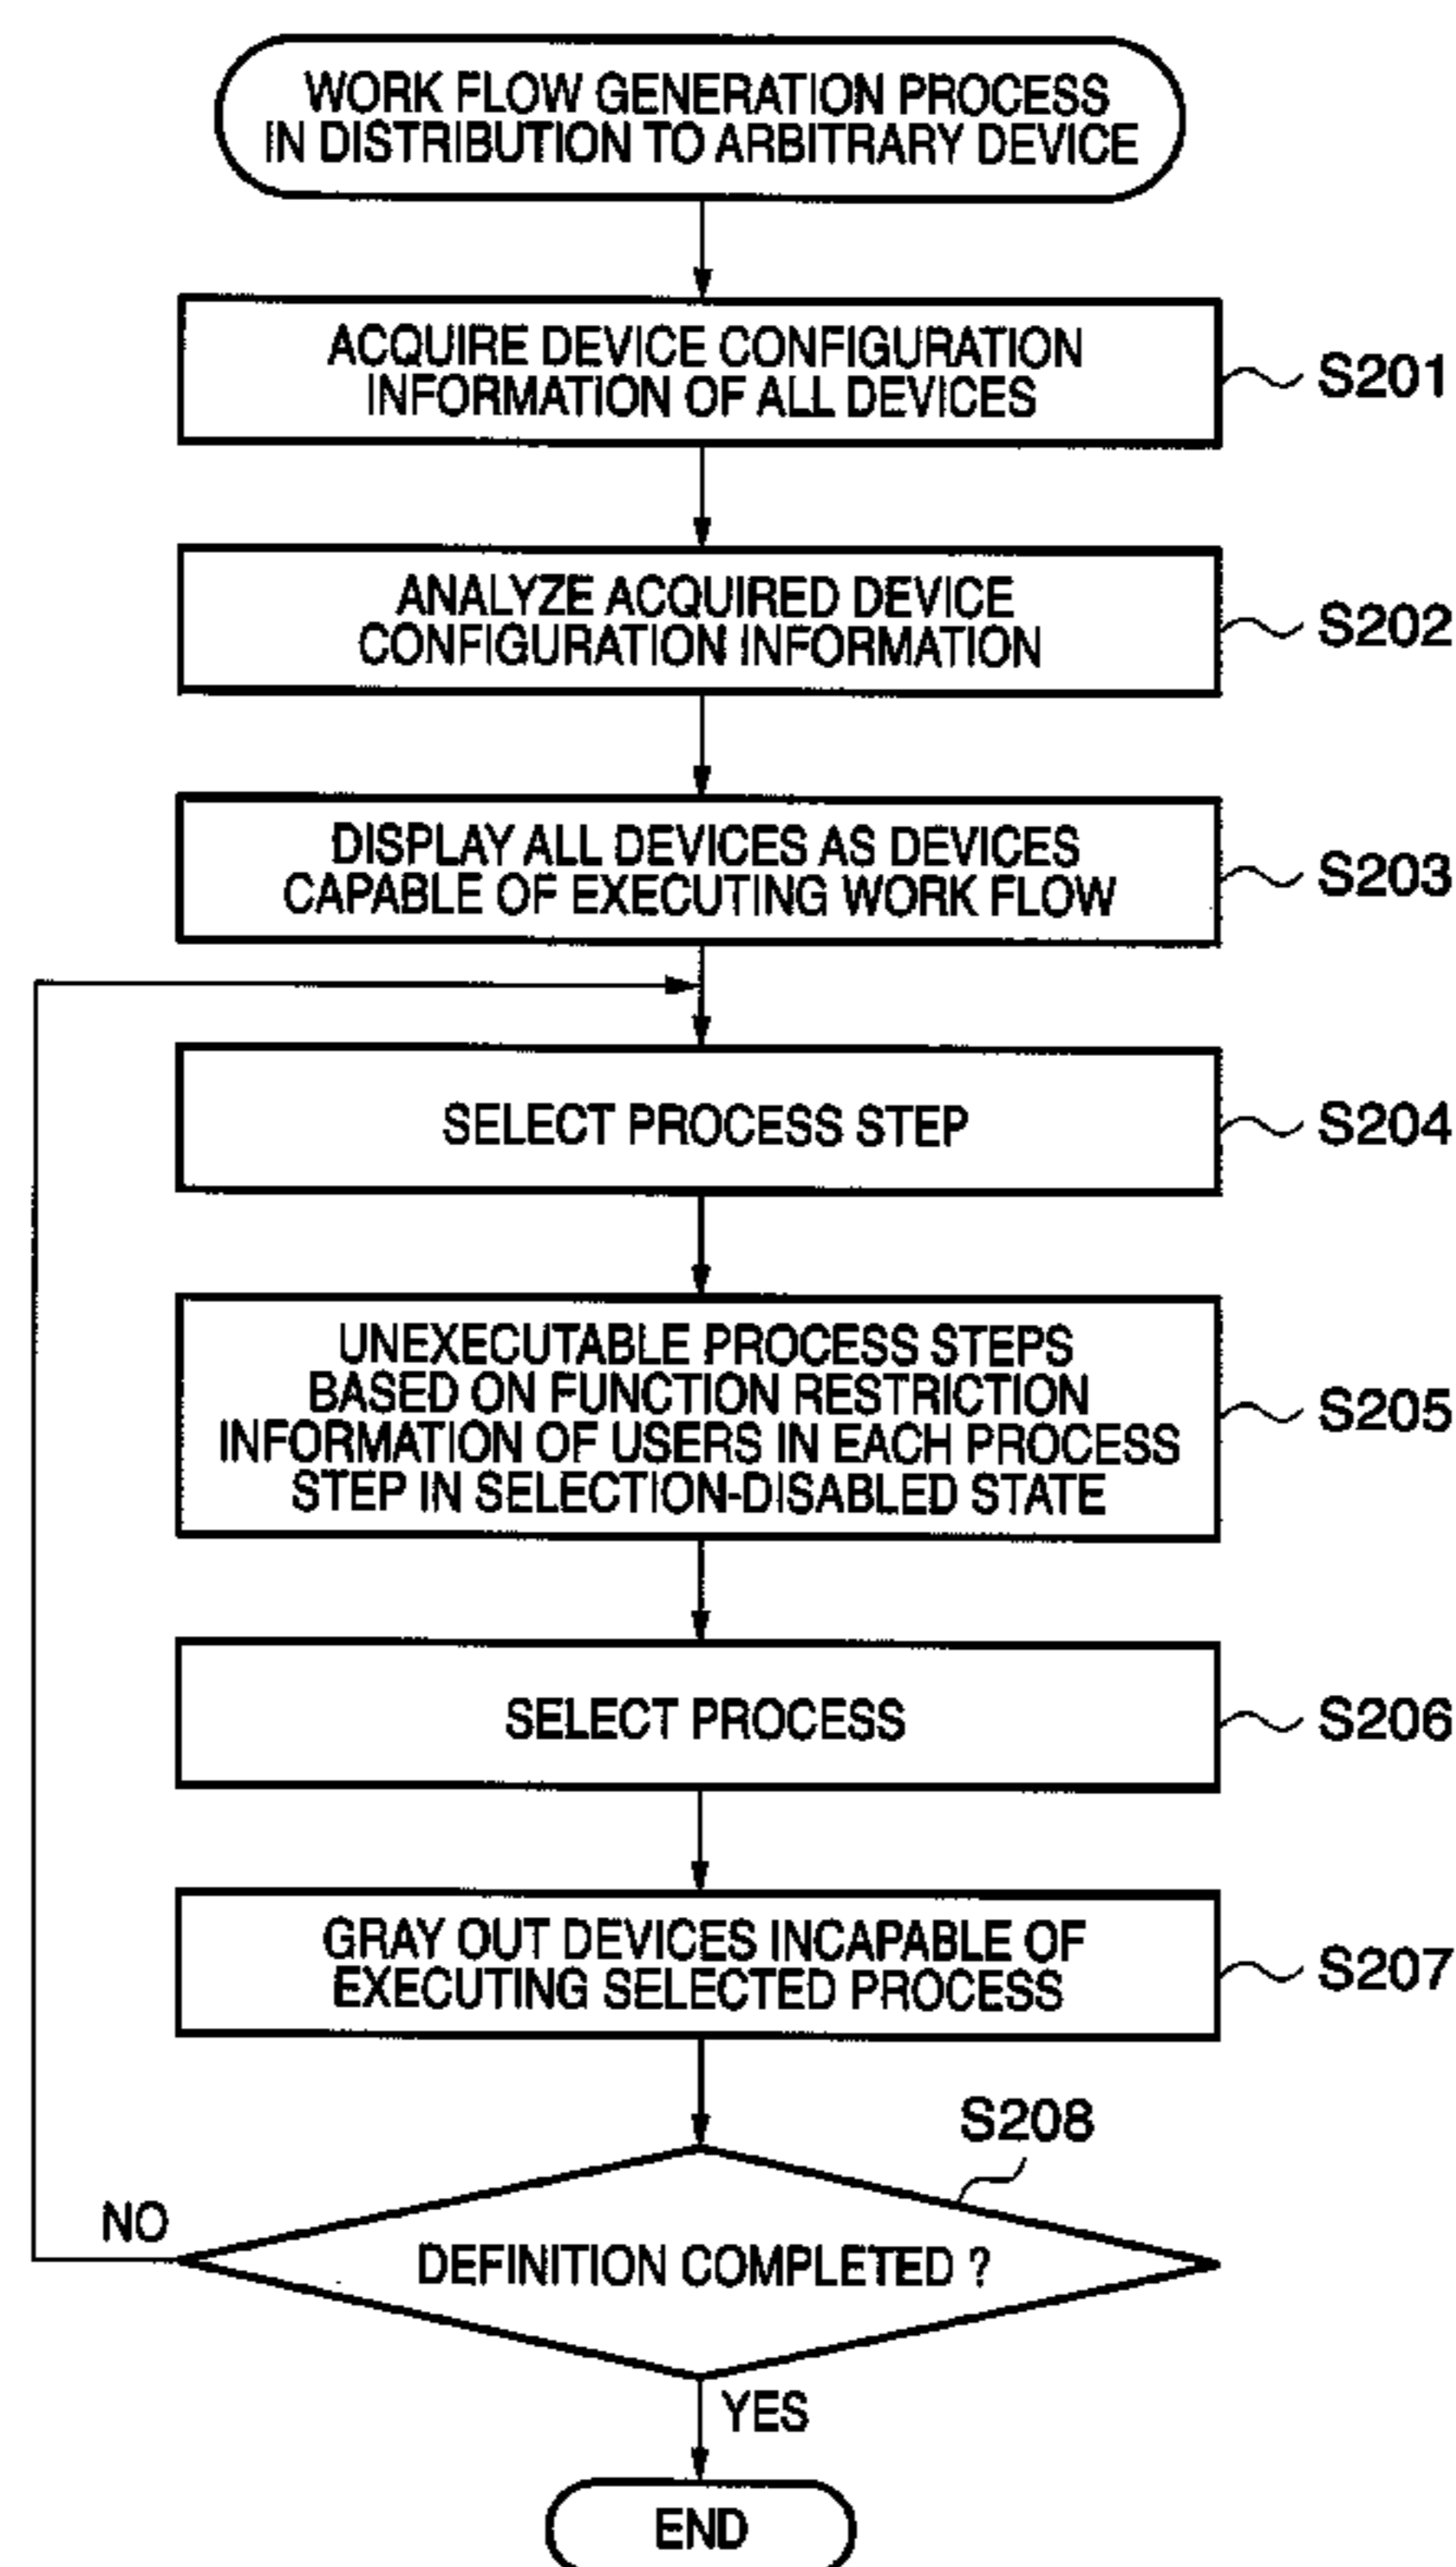 WORK FLOW GENERATION PROCESS
IN DISTRIBUTION TO ARBITRARY DEVICE
ACQUIRE DEVICE CONFIGURATION
INFORMATION OF ALL DEVICES
S201
ANALYZE ACQUIRED DEVICE
CONFIGURATION INFORMATION
S202
DISPLAY ALL DEVICES AS DEVICES
CAPABLE OF EXECUTING WORK FLOW
S203
SELECT PROCESS STEP
S204
UNEXECUTABLE PROCESS STEPS
BASED ON FUNCTION RESTRICTION
INFORMATION OF USERS IN EACH PROCESS
STEP IN SELECTION-DISABLED STATE
S205
SELECT PROCESS
S206
GRAY OUT DEVICES INCAPABLE OF
EXECUTING SELECTED PROCESS
S207
S208
NO
DEFINITION COMPLETED ?
YES
END